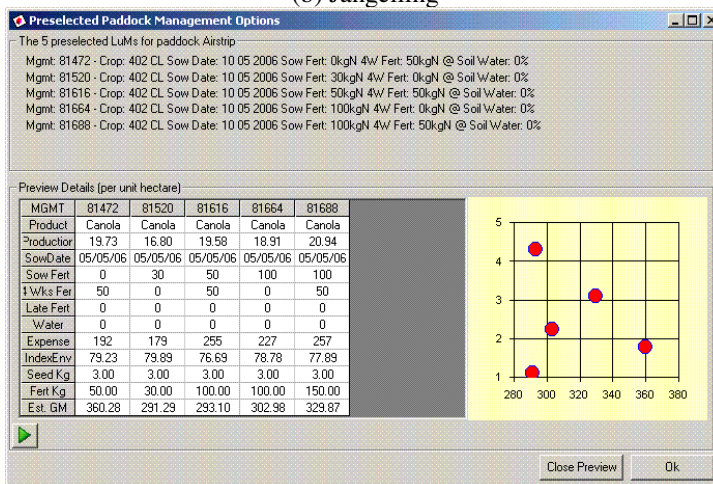 (b) Jangelling
Preselected Paddock Management Options
The 5 preselected LuMs for paddock Airstrip
Mgmt: 81472 - Crop: 402 CL Sow Date: 10 05 2006 Sow Fert: 0kgN 4W Fert: 50kgN @ Soil Water: 0%
Mgmt: 81520 - Crop: 402 CL Sow Date: 10 05 2006 Sow Fert: 30kgN 4W Fert: 0kgN @ Soil Water: 0%
Mgmt: 81616 - Crop: 402 CL Sow Date: 10 05 2006 Sow Fert: 50kgN 4W Fert: 50kgN @ Soil Water: 0%
Mgmt: 81664 - Crop: 402 CL Sow Date: 10 05 2006 Sow Fert: 100kgN 4W Fert: 0kgN @ Soil Water: 0%
Mgmt: 81688 - Crop: 402 CL Sow Date: 10 05 2006 Sow Fert: 100kgN 4W Fert: 50kgN @ Soil Water: 0%
Preview Details (per unit hectare)
MGMT 81472 81520 81616 81664 81688
Product Canola Canola Canola Canola Canola
Production 19.73 16.80 19.58 18.91 20.94
SowDate 05/05/06 05/05/06 05/05/06 05/05/06 05/05/06
Sow Fert 0 30 50 100 100
4 Wks Fer 50 0 50 0 50
Late Fert 0 0 0 0 0
Water 0 0 0 0 0
Expense 192 179 255 227 257
IndexEnv 79.23 79.89 76.69 78.78 77.89
Seed Kg 3.00 3.00 3.00 3.00 3.00
Fert Kg 50.00 30.00 100.00 100.00 150.00
Est. GM 360.28 291.29 293.10 302.98 329.87
5
4
3
2
1
280 300 320 340 360 380
Close Preview Ok